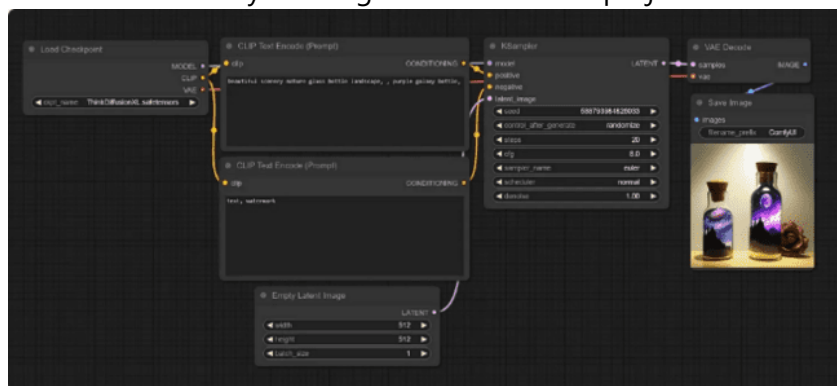 Load Checkpoint
MODEL
CLIP
VAE
ckpt_name ThinkDiffusionXL.safetensors
CLIP Text Encode (Prompt)
clip
CONDITIONING
beautiful scenery nature glass bottle landscape, , purple galaxy bottle,
CLIP Text Encode (Prompt)
clip
CONDITIONING
text, watermark
Empty Latent Image
LATENT
width 512
height 512
batch_size 1
KSampler
model
LATENT
positive
negative
latent_image
seed
control_after_generate randomize
steps 20
cfg 8.0
sampler_name euler
scheduler normal
denoise 1.00
VAE Decode
samples
IMAGE
vae
Save Image
images
filename_prefix ComfyUI